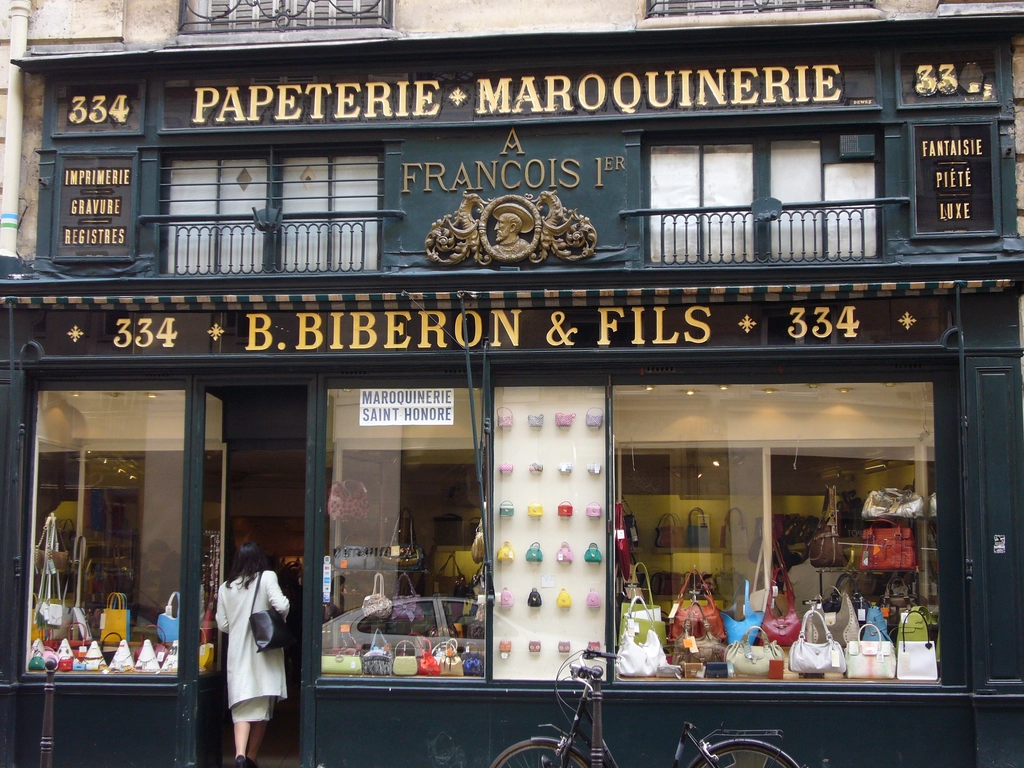 334
PAPETERIE MAROQUINERIE
33
IMPRIMERIE
GRAVURE
REGISTRES
A
FRANCOIS IER
FANTAISIE
PIÉTÉ
LUXE
334
B. BIBERON & FILS
334
MAROQUINERIE
SAINT HONORE